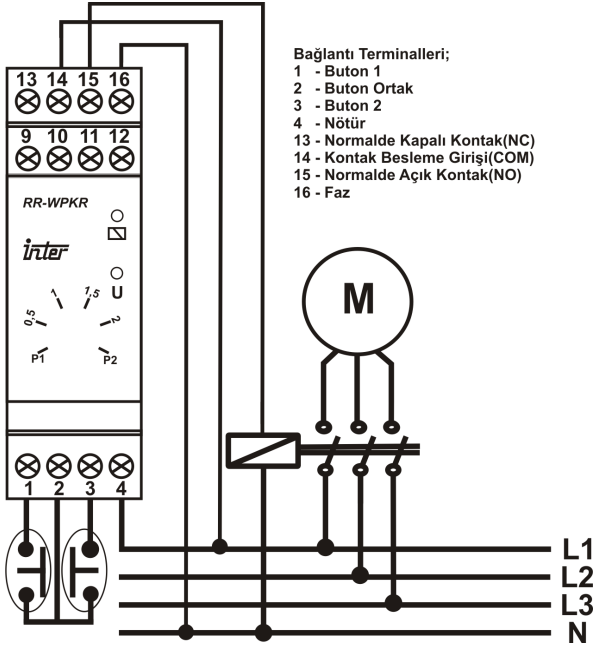 13 14 15 16
9 10 11 12
RR-WPKR
inter
U
0,5 1 1,5 2
P1 P2
1 2 3 4
Bağlantı Terminalleri;
1 - Buton 1
2 - Buton Ortak
3 - Buton 2
4 - Nötür
13 - Normalde Kapalı Kontak(NC)
14 - Kontak Besleme Girişi(COM)
15 - Normalde Açık Kontak(NO)
16 - Faz
M
L1
L2
L3
N